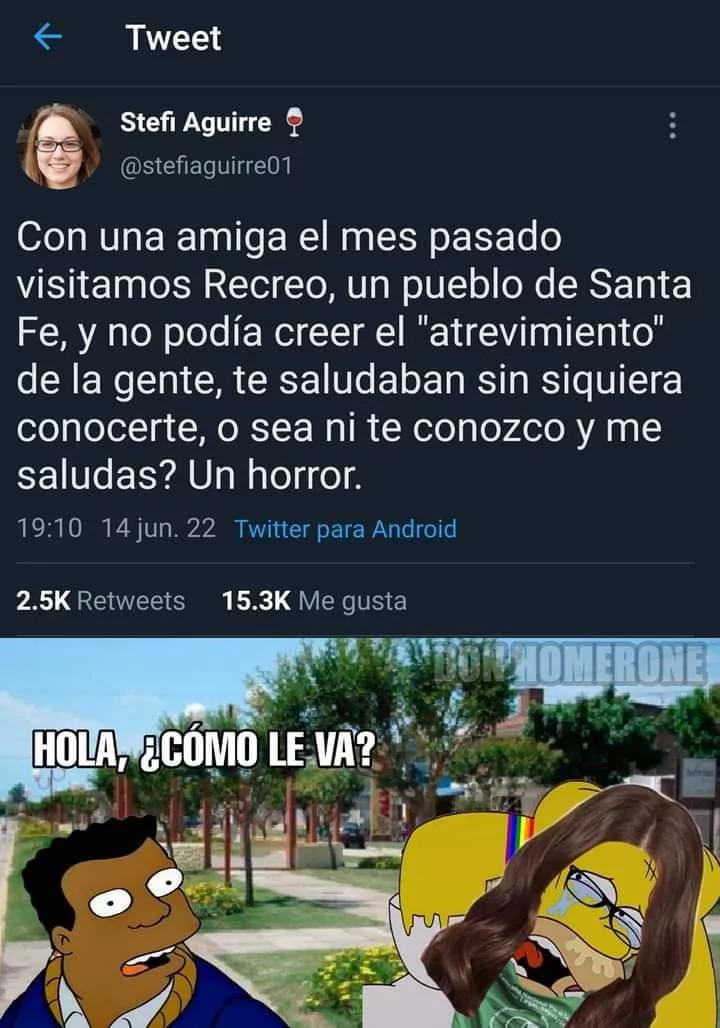 Tweet
Stefi Aguirre 🍷
@stefiaguirre01
Con una amiga el mes pasado
visitamos Recreo, un pueblo de Santa
Fe, y no podía creer el "atrevimiento"
de la gente, te saludaban sin siquiera
conocerte, o sea ni te conozco y me
saludas? Un horror.
19:10 14 jun. 22 Twitter para Android
2.5K Retweets 15.3K Me gusta
DON HOMERONE
HOLA, ¿CÓMO LE VA?